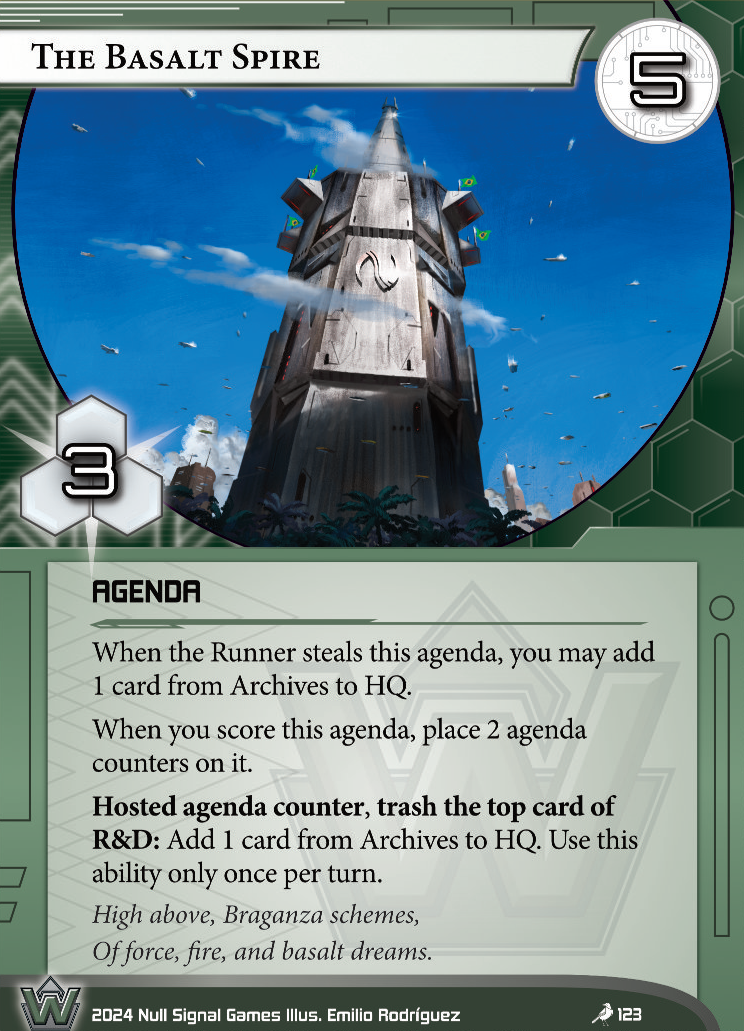 The Basalt Spire
5
3
AGENDA
When the Runner steals this agenda, you may add
1 card from Archives to HQ.
When you score this agenda, place 2 agenda
counters on it.
Hosted agenda counter, trash the top card of
R&D: Add 1 card from Archives to HQ. Use this
ability only once per turn.
High above, Braganza schemes,
Of force, fire, and basalt dreams.
W
2024 Null Signal Games Illus. Emilio Rodríguez
123